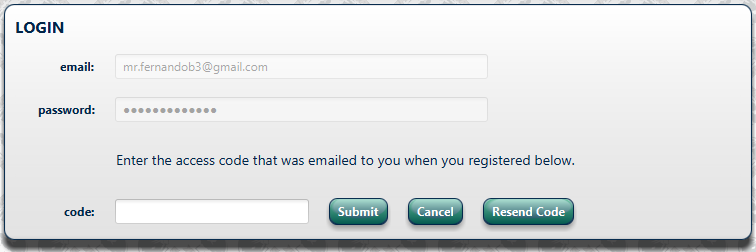 LOGIN
email: mr.fernandob3@gmail.com
password: •••••••••••••
Enter the access code that was emailed to you when you registered below.
code: Submit Cancel Resend Code